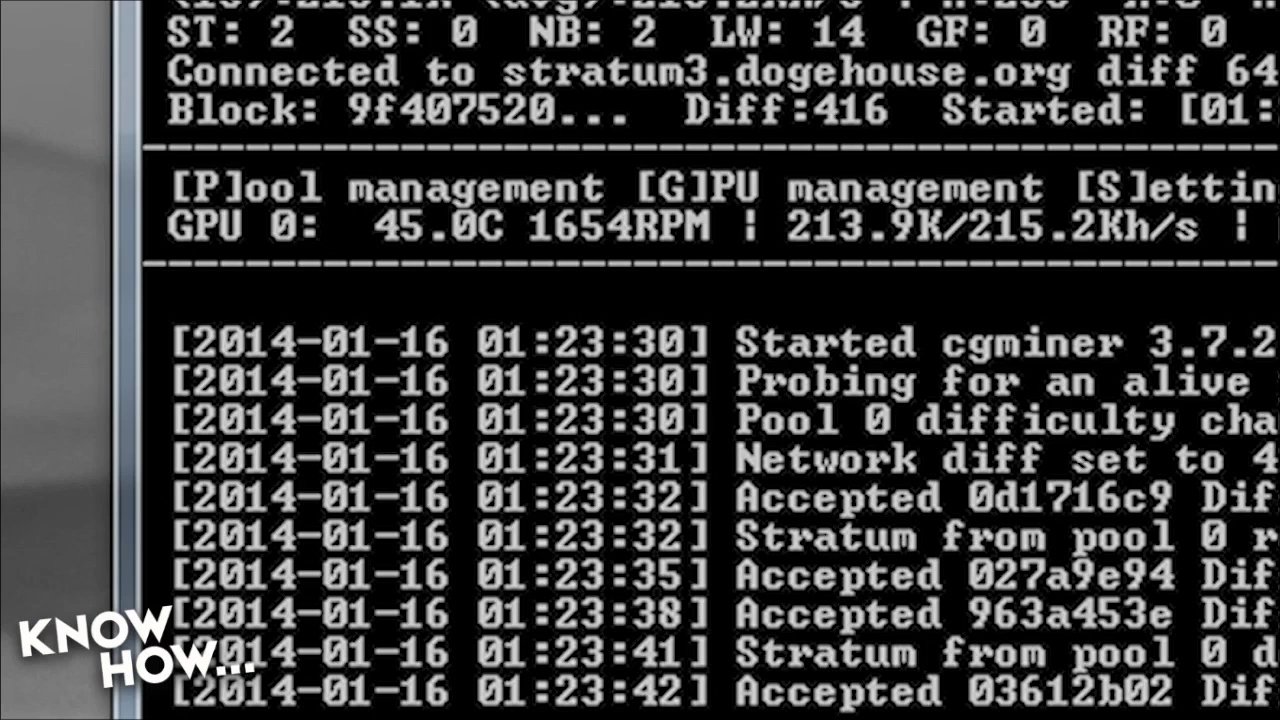 ST: 2 SS: 0 NB: 2 LW: 14 GF: 0 RF: 0
Connected to stratum3.dogehouse.org diff 64
Block: 9f407520... Diff:416 Started: [01:
[P]ool management [G]PU management [S]ettin
GPU 0: 45.0C 1654RPM | 213.9K/215.2Kh/s |
[2014-01-16 01:23:30] Started cgminer 3.7.2
[2014-01-16 01:23:30] Probing for an alive
[2014-01-16 01:23:30] Pool 0 difficulty cha
[2014-01-16 01:23:31] Network diff set to 4
[2014-01-16 01:23:32] Accepted 0d1716c9 Dif
[2014-01-16 01:23:32] Stratum from pool 0 r
[2014-01-16 01:23:35] Accepted 027a9e94 Dif
[2014-01-16 01:23:38] Accepted 963a453e Dif
[2014-01-16 01:23:41] Stratum from pool 0 d
[2014-01-16 01:23:42] Accepted 03612b02 Dif
KNOW
HOW...